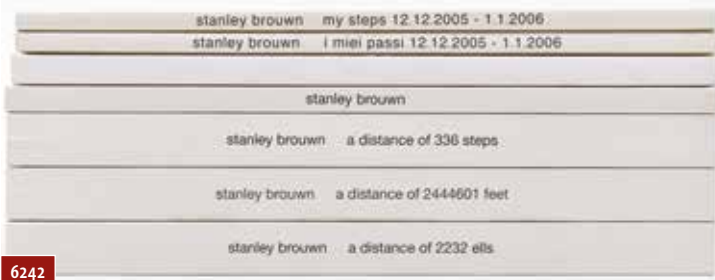 stanley brouwn my steps 12.12.2005 - 1.1.2006
stanley brouwn i miei passi 12.12.2005 - 1.1.2006
stanley brouwn
stanley brouwn a distance of 336 steps
stanley brouwn a distance of 2444601 feet
stanley brouwn a distance of 2232 ells
6242